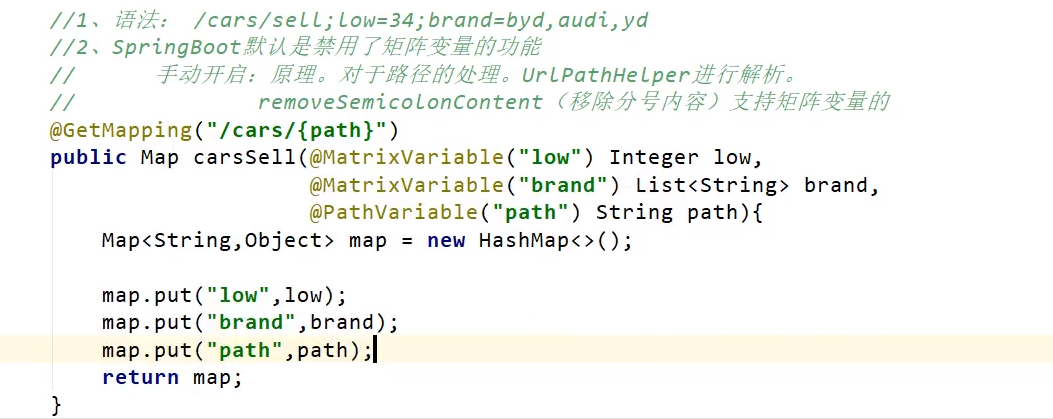 //1、语法： /cars/sell;low=34;brand=byd,audi,yd
//2、SpringBoot默认是禁用了矩阵变量的功能
//      手动开启：原理。对于路径的处理。UrlPathHelper进行解析。
//              removeSemicolonContent（移除分号内容）支持矩阵变量的
@GetMapping("/cars/{path}")
public Map carsSell(@MatrixVariable("low") Integer low,
                    @MatrixVariable("brand") List<String> brand,
                    @PathVariable("path") String path){
    Map<String,Object> map = new HashMap<>();
    map.put("low",low);
    map.put("brand",brand);
    map.put("path",path);
    return map;
}